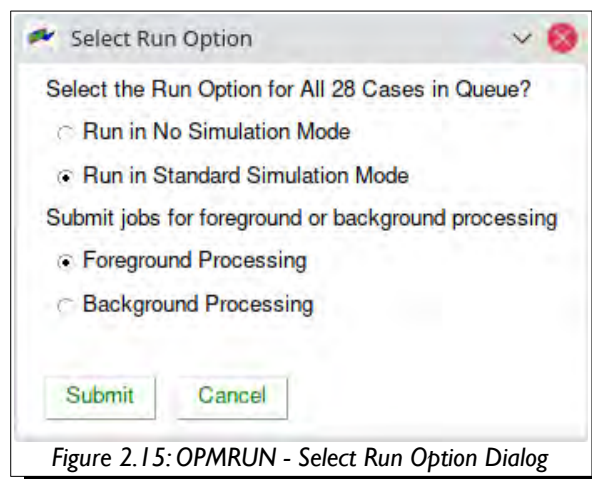 Select Run Option
Select the Run Option for All 28 Cases in Queue?
Run in No Simulation Mode
Run in Standard Simulation Mode
Submit jobs for foreground or background processing
Foreground Processing
Background Processing
Submit Cancel
Figure 2.15: OPMRUN - Select Run Option Dialog